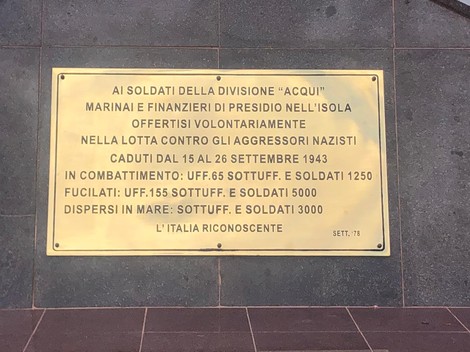 AI SOLDATI DELLA DIVISIONE "ACQUI"
MARINAI E FINANZIERI DI PRESIDIO NELL'ISOLA
OFFERTISI VOLONTARIAMENTE
NELLA LOTTA CONTRO GLI AGGRESSORI NAZISTI
CADUTI DAL 15 AL 26 SETTEMBRE 1943
IN COMBATTIMENTO: UFF.65 SOTTUFF. E SOLDATI 1250
FUCILATI: UFF.155 SOTTUFF. E SOLDATI 5000
DISPERSI IN MARE: SOTTUFF. E SOLDATI 3000
L'ITALIA RICONOSCENTE
SETT. '78